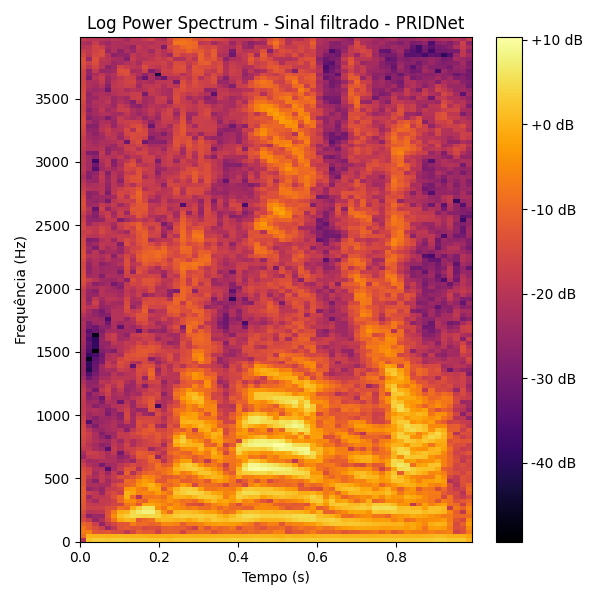 Log Power Spectrum - Sinal filtrado - PRIDNet
+10 dB
+0 dB
-10 dB
-20 dB
-30 dB
-40 dB
Frequência (Hz)
3500
3000
2500
2000
1500
1000
500
0
0.0 0.2 0.4 0.6 0.8
Tempo (s)